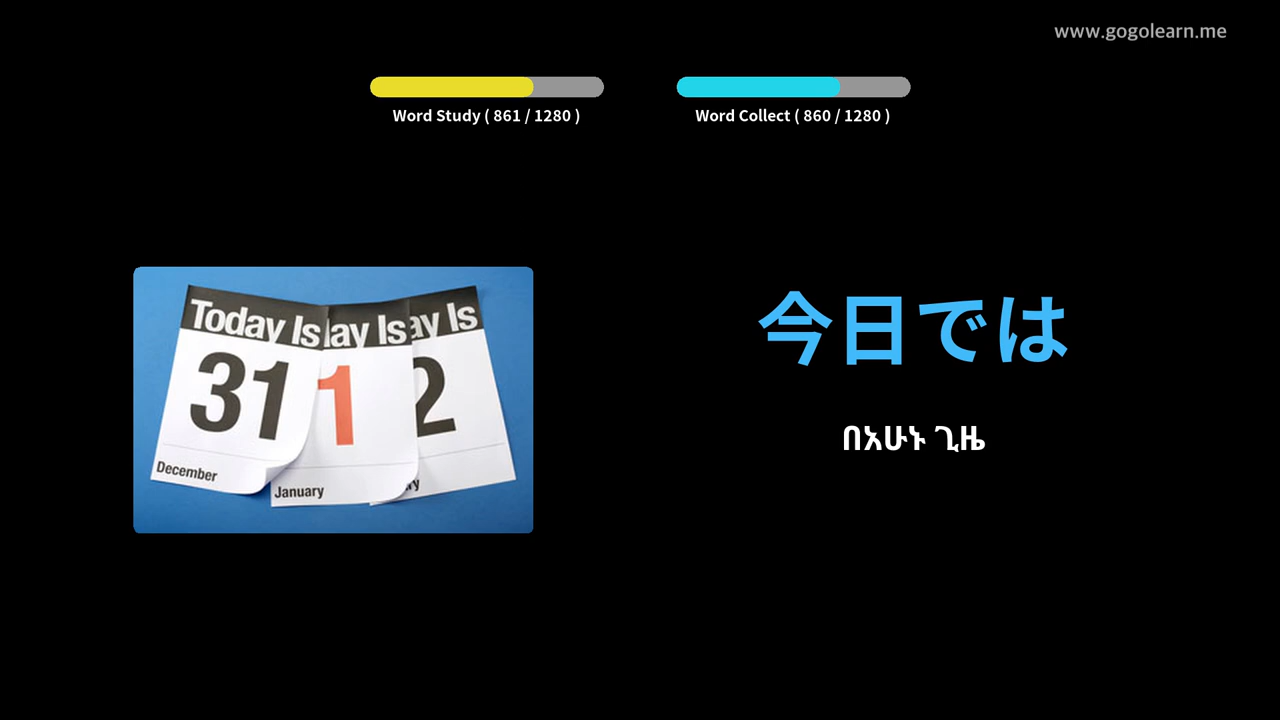 www.gogolearn.me
Word Study ( 861 / 1280 )
Word Collect ( 860 / 1280 )
Today Is
31
December
ay Is
1
January
ay Is
2
ry
今日では
በአሁኑ ጊዜ